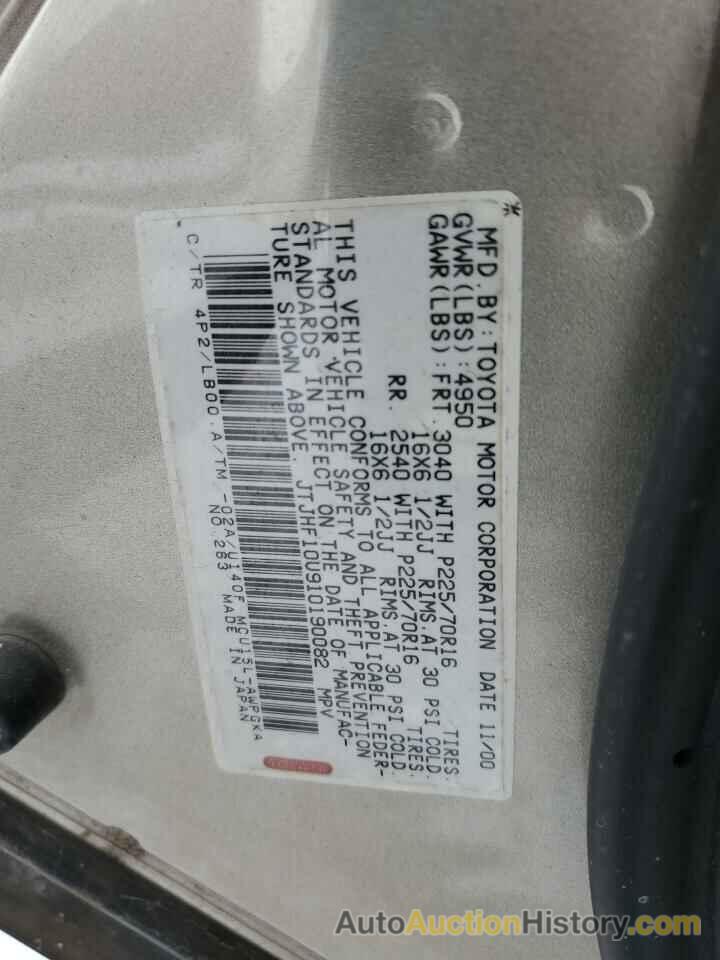 MFD. BY: TOYOTA MOTOR CORPORATION DATE 11/00
GVWR(LBS):4950
GAWR(LBS):FRT. 3040 WITH P225/70R16 TIRES.
16X6 1/2JJ RIMS.AT 30 PSI COLD.
RR. 2540 WITH P225/70R16 TIRES.
16X6 1/2JJ RIMS.AT 30 PSI COLD.
THIS VEHICLE CONFORMS TO ALL APPLICABLE FEDER-
AL MOTOR VEHICLE SAFETY AND THEFT PREVENTION
STANDARDS IN EFFECT ON THE DATE OF MANUFAC-
TURE SHOWN ABOVE. JTJHF10U910190082 MPV
C/TR 4P2/LB00.A/TM -02A/U140F MCU15L-AWPGKA
NO.263 MADE IN JAPAN
AutoAuctionHistory.com